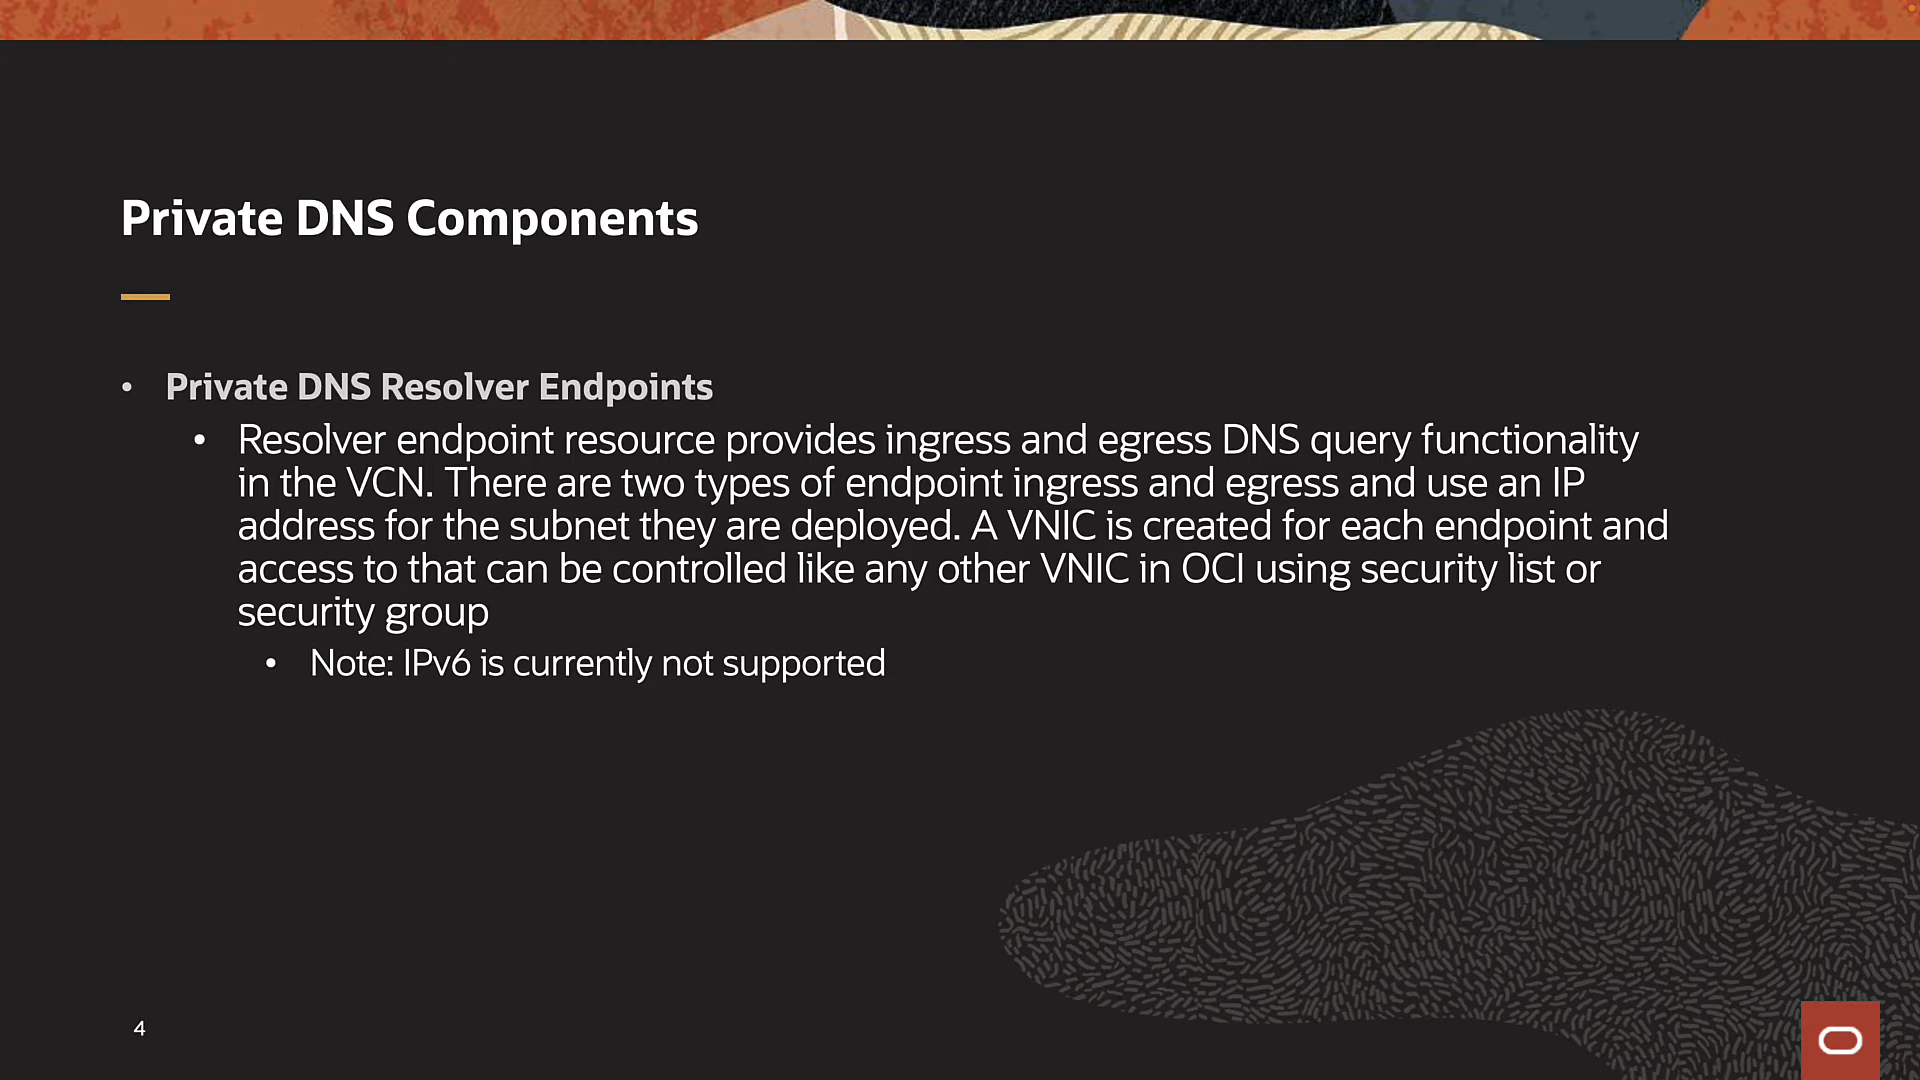 Private DNS Components
• Private DNS Resolver Endpoints
• Resolver endpoint resource provides ingress and egress DNS query functionality
in the VCN. There are two types of endpoint ingress and egress and use an IP
address for the subnet they are deployed. A VNIC is created for each endpoint and
access to that can be controlled like any other VNIC in OCI using security list or
security group
• Note: IPv6 is currently not supported
4